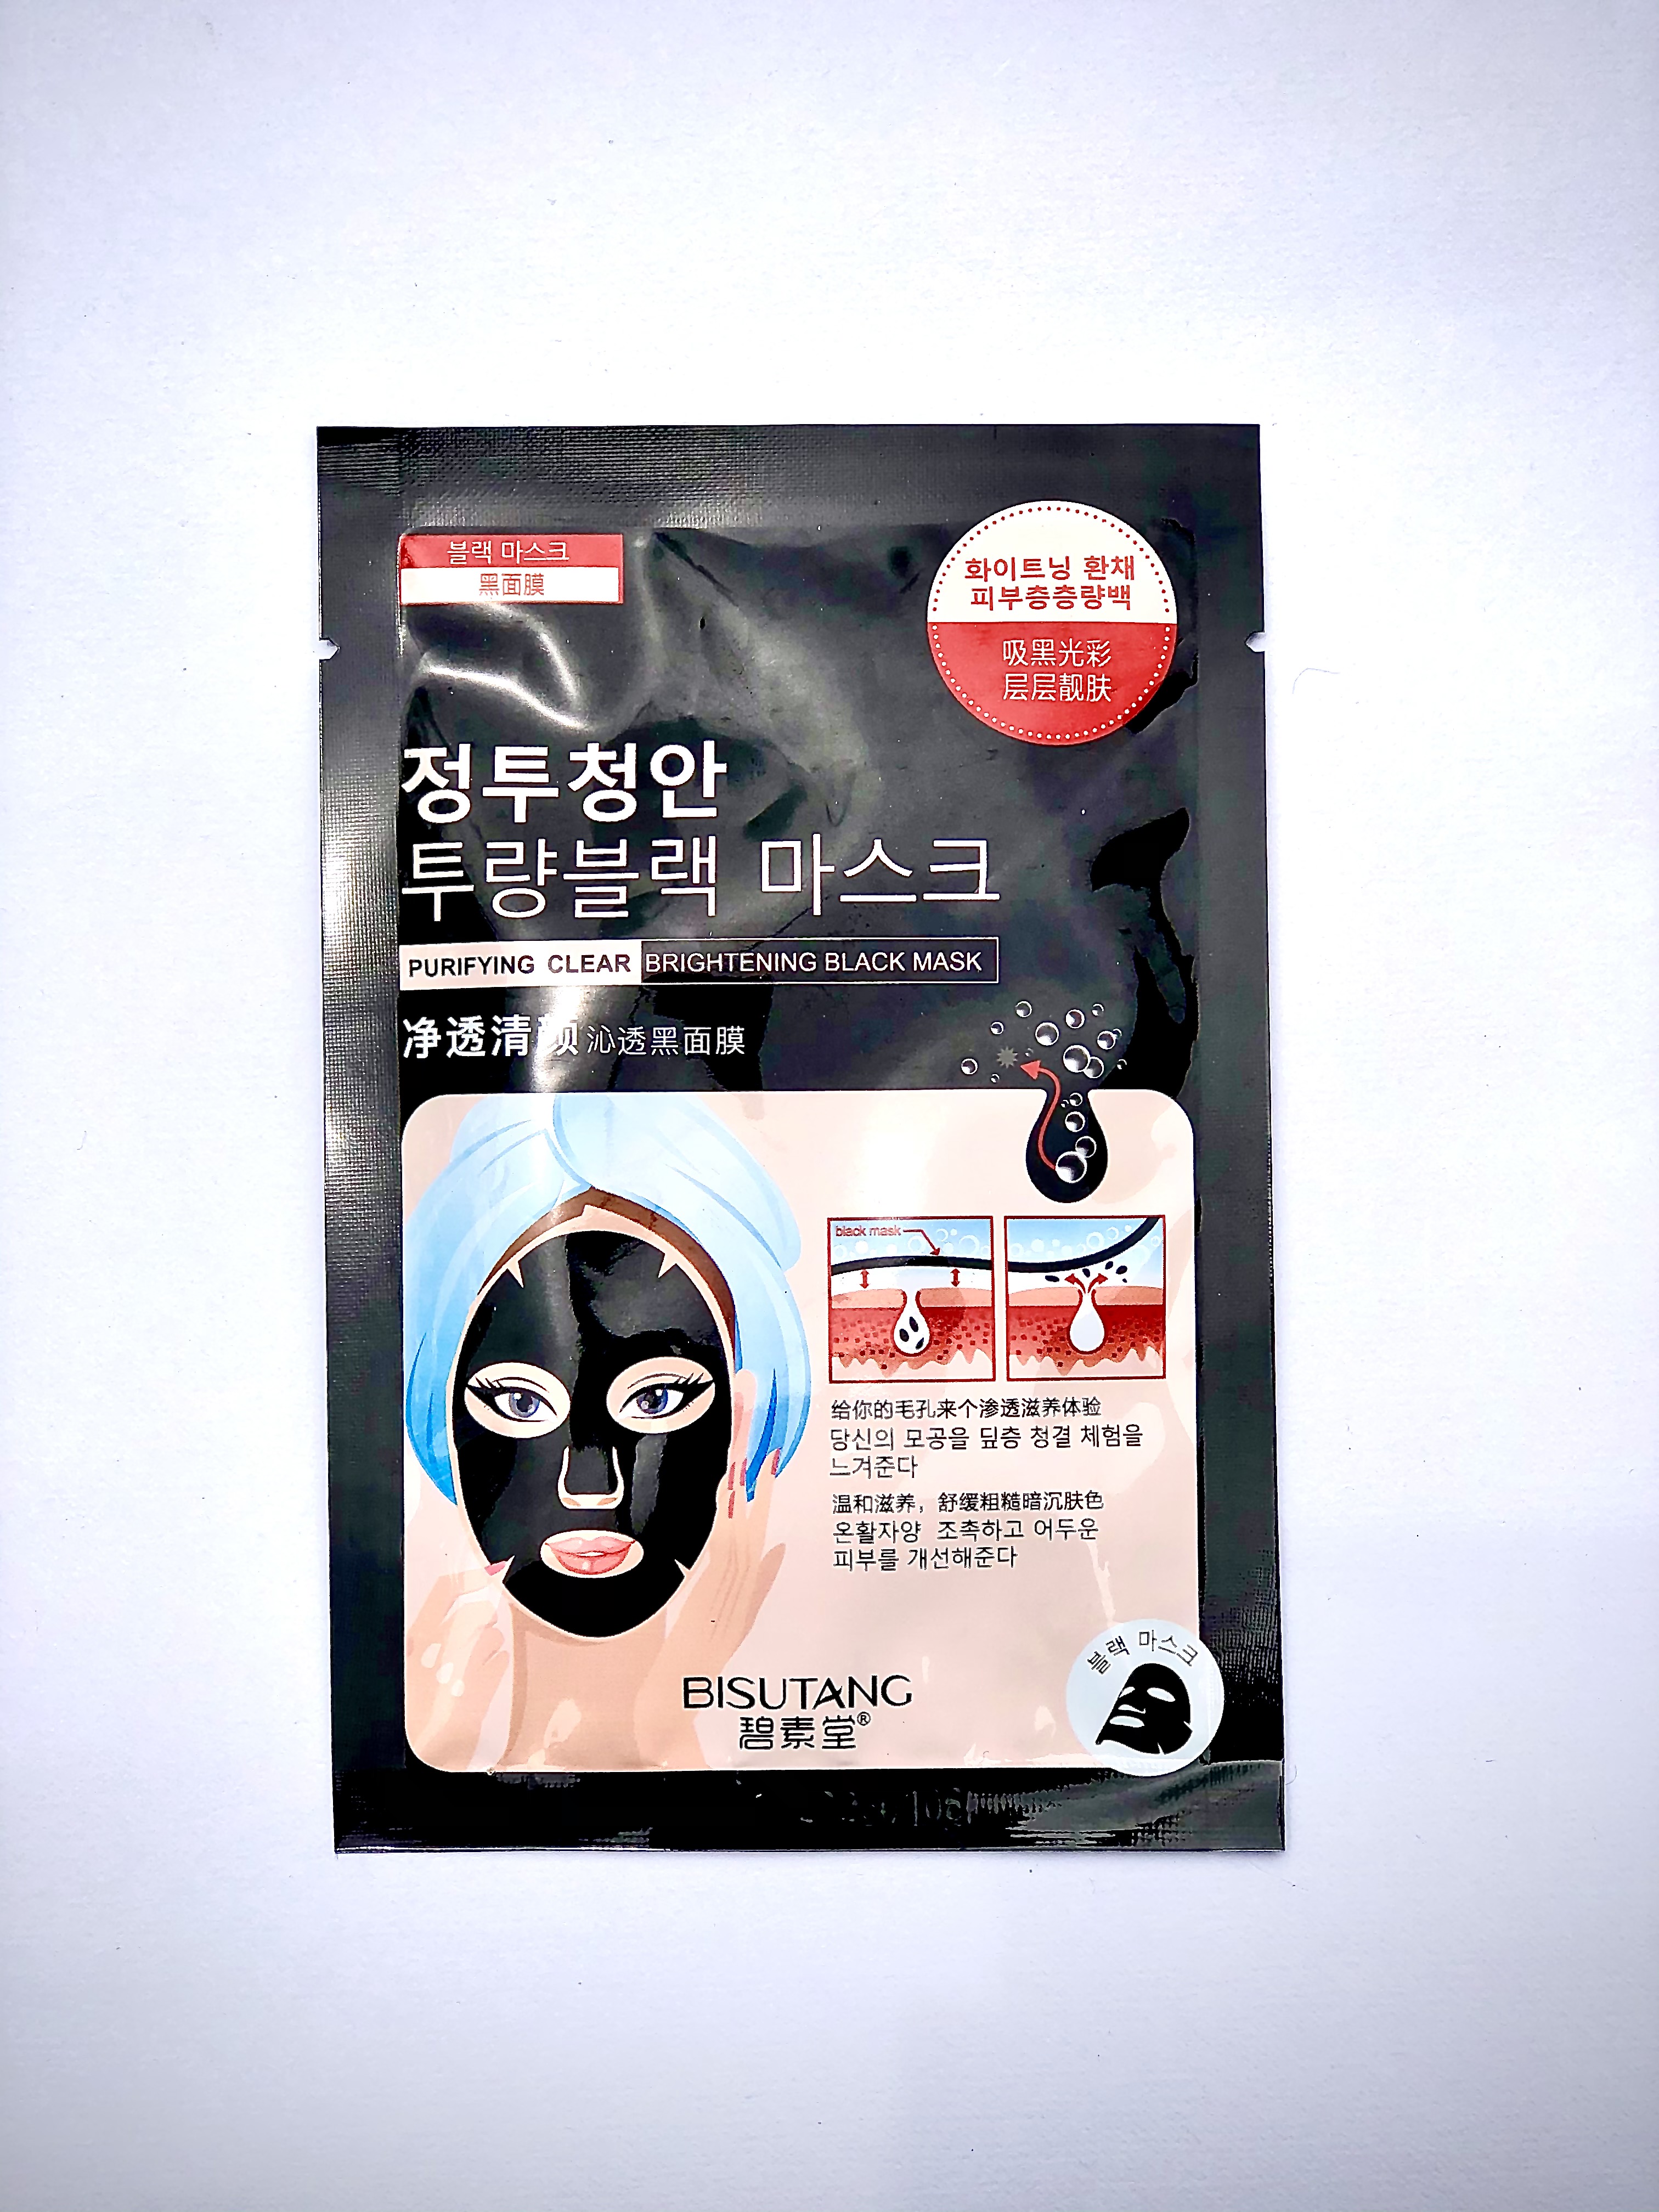 블랙 마스크
黑面膜
화이트닝 환채
피부층층량백
吸黑光彩
层层靓肤
정투청안
투량블랙 마스크
PURIFYING CLEAR BRIGHTENING BLACK MASK
净透清颜 沁透黑面膜
black mask
给你的毛孔来个渗透滋养体验
당신의 모공을 딮층 청결 체험을
느겨준다
温和滋养，舒缓粗糙暗沉肤色
온활자양 조촉하고 어두운
피부를 개선해준다
블랙 마스크
BISUTANG
碧素堂®